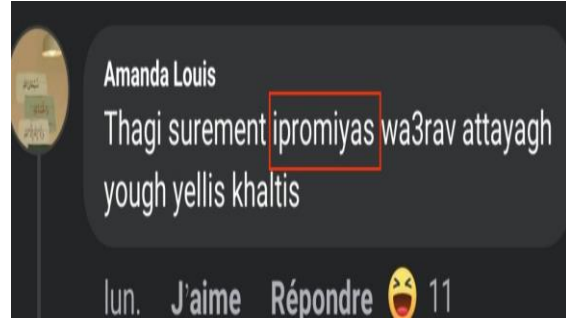 Amanda Louis
Thagi surement ipromiyas wa3rav attayagh
yough yellis khaltis
lun. J'aime Répondre 😆 11